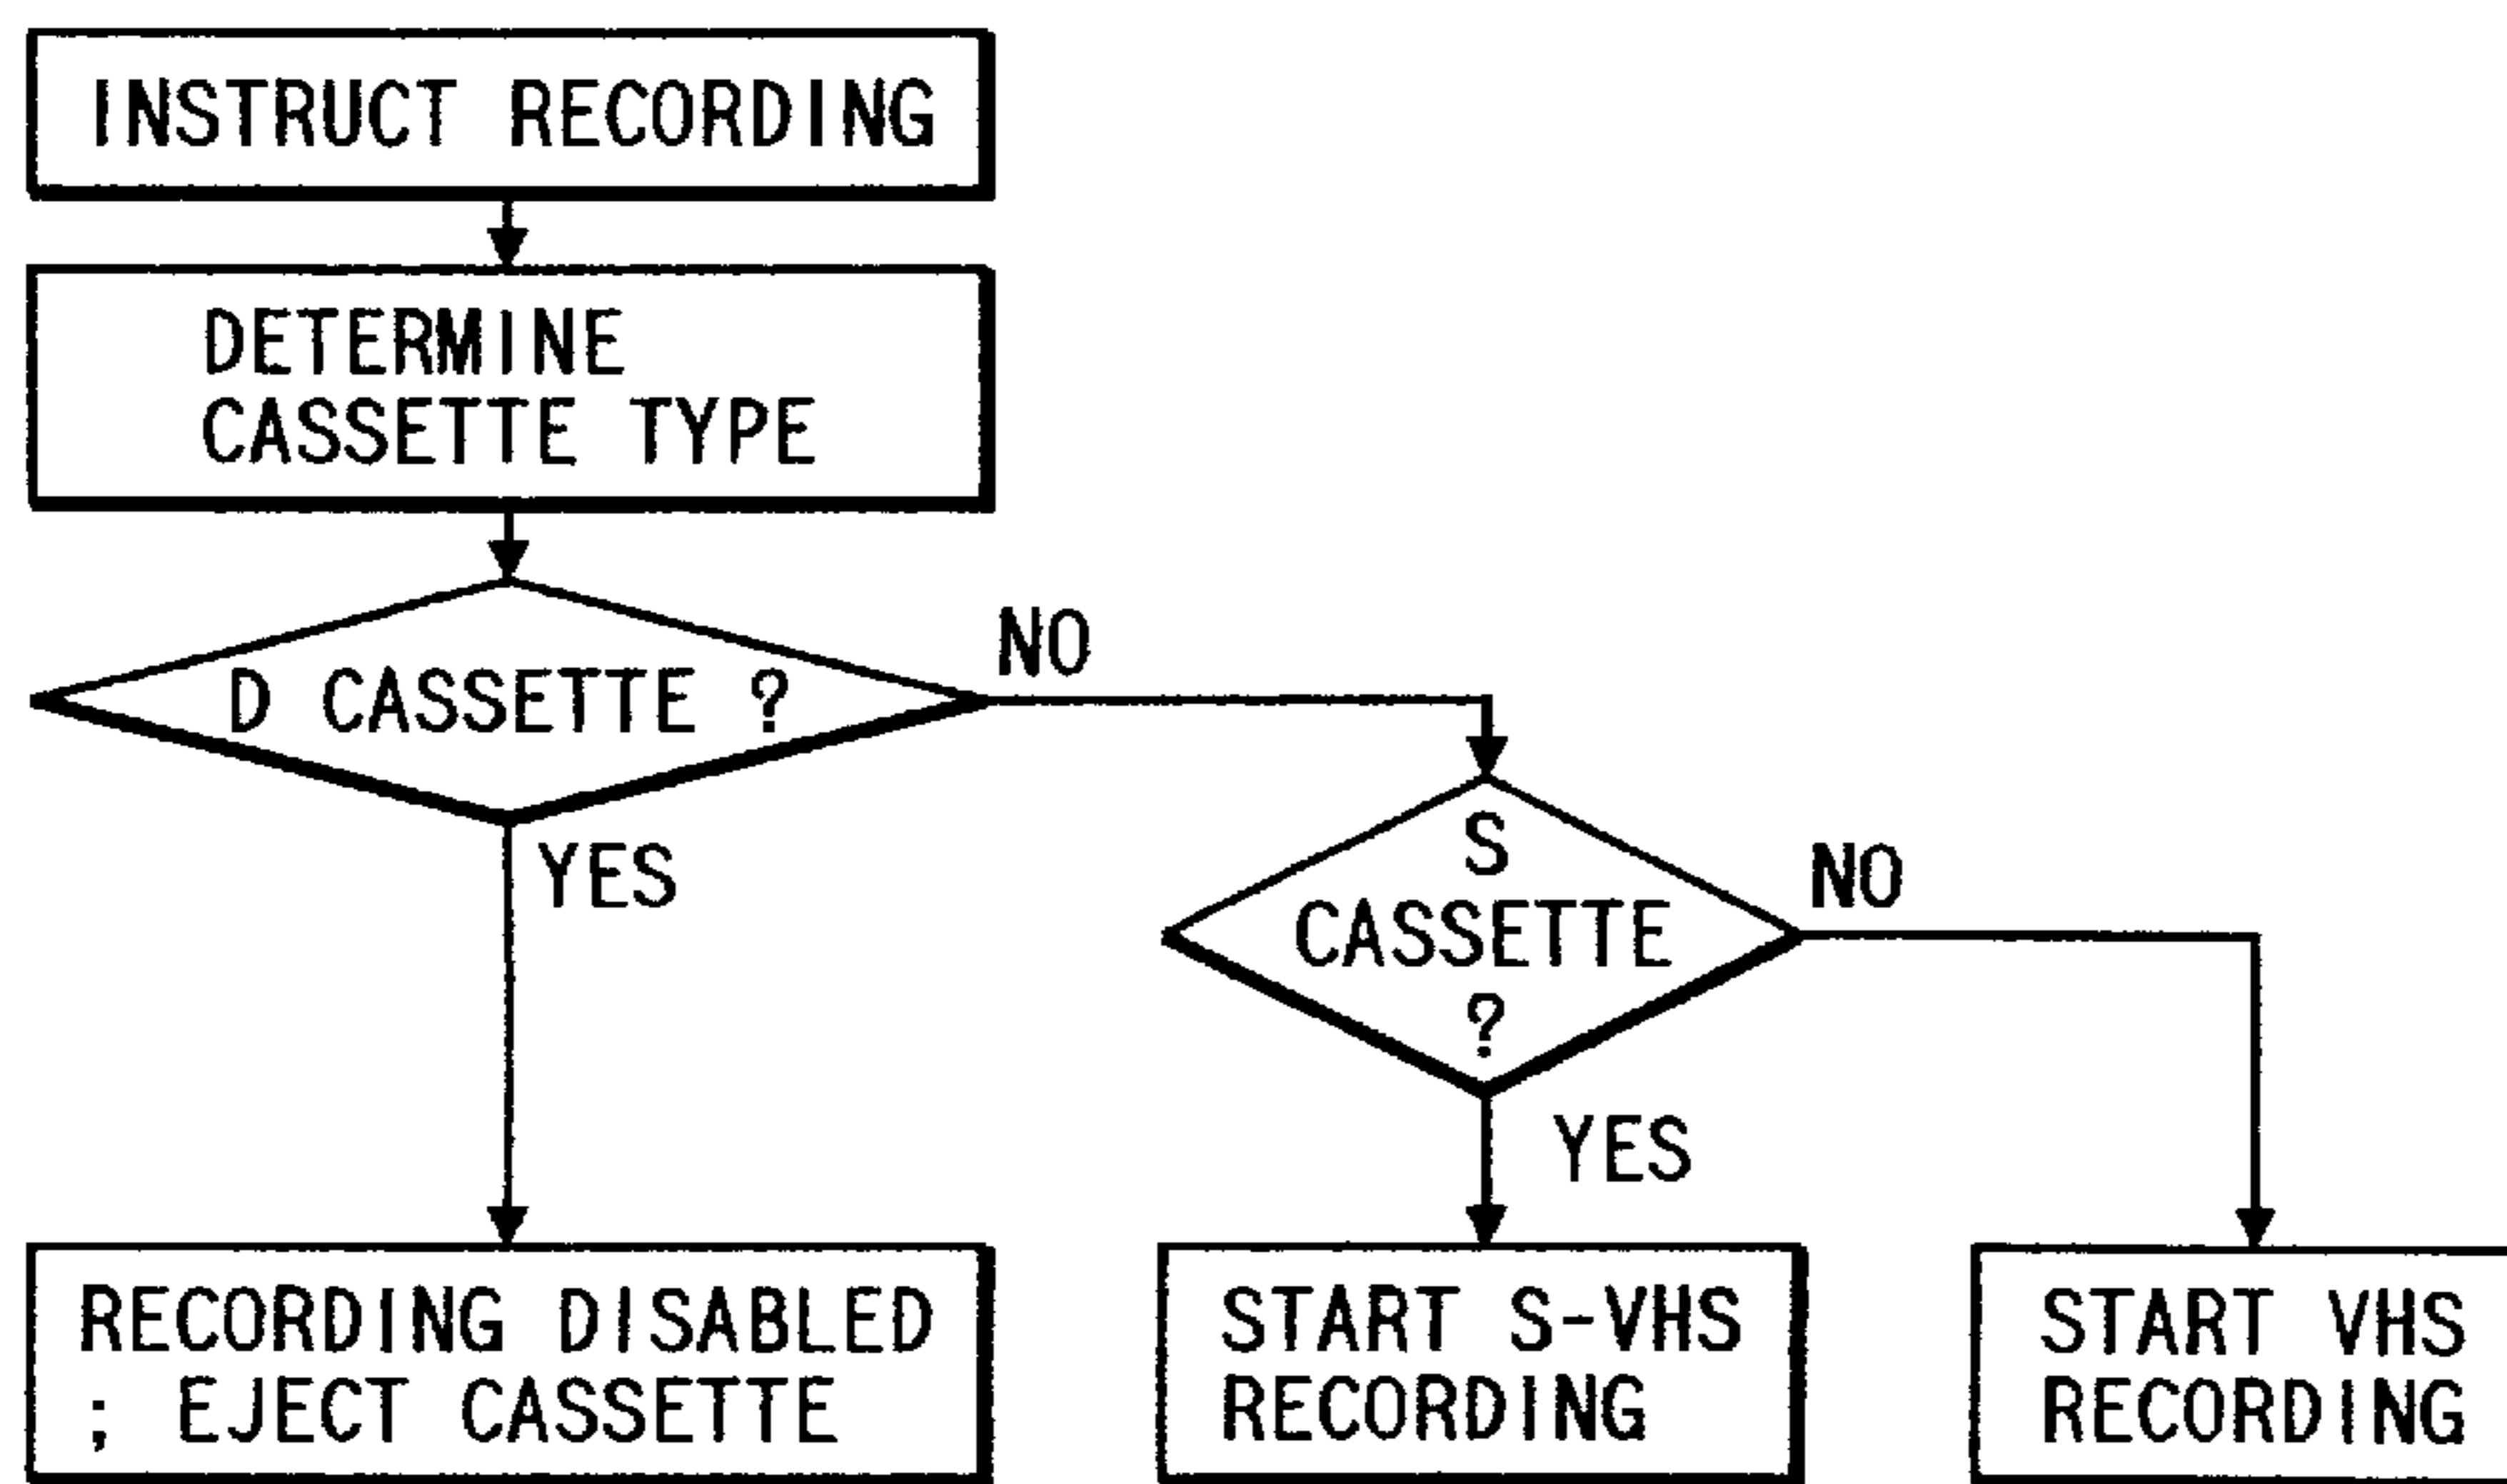 INSTRUCT RECORDING
DETERMINE
CASSETTE TYPE
D CASSETTE ?
NO
YES
S
CASSETTE
?
NO
YES
RECORDING DISABLED
; EJECT CASSETTE
START S-VHS
RECORDING
START VHS
RECORDING